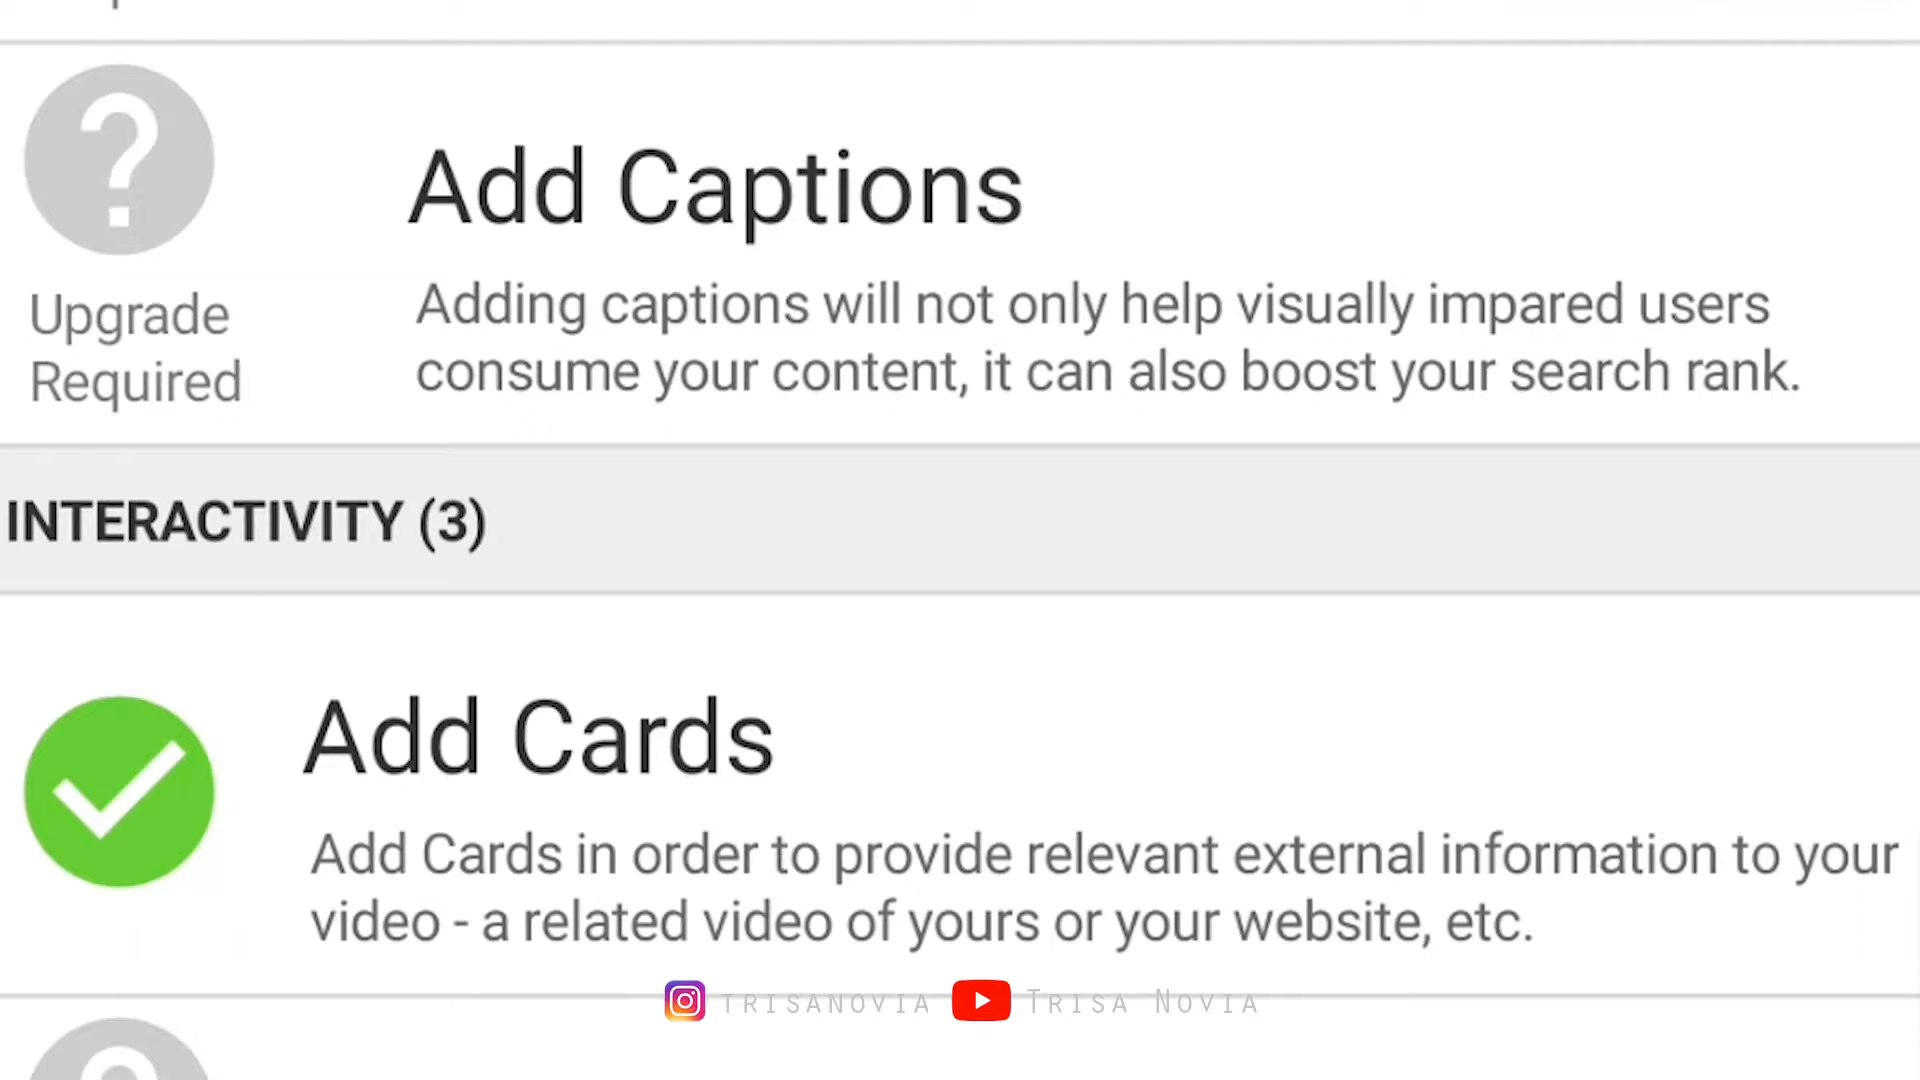 Add Captions
Upgrade
Required
Adding captions will not only help visually impared users
consume your content, it can also boost your search rank.
INTERACTIVITY (3)
Add Cards
Add Cards in order to provide relevant external information to your
video - a related video of yours or your website, etc.
TRISANOVIA TRISA NOVIA